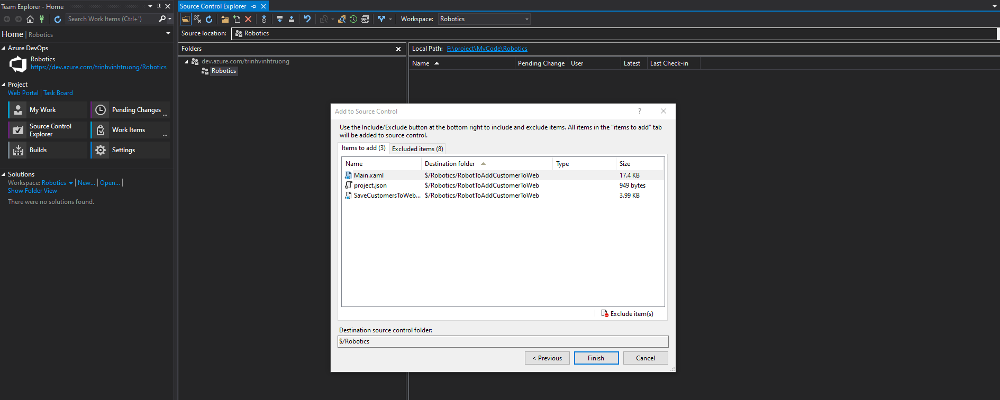 Team Explorer - Home
Search Work Items (Ctrl+')
Home | Robotics
Azure DevOps
Robotics
https://dev.azure.com/trinhvinhtruong/Robotics
Project
Web Portal | Task Board
My Work
Pending Changes
...
Source Control Explorer
Work Items
...
Builds
Settings
Solutions
Workspace: Robotics | New... | Open... |
Show Folder View
There were no solutions found.
Source Control Explorer
Workspace: Robotics
Source location: Robotics
Folders
dev.azure.com/trinhvinhtruong
Robotics
Local Path: F:\project\MyCode\Robotics
Name Pending Change User Latest Last Check-in
Add to Source Control
?
Use the Include/Exclude button at the bottom right to include and exclude items. All items in the "items to add" tab
will be added to source control.
Items to add (3) Excluded items (8)
Name Destination folder Type Size
Main.xaml $/Robotics/RobotToAddCustomerToWeb 17.4 KB
project.json $/Robotics/RobotToAddCustomerToWeb 949 bytes
SaveCustomersToWeb... $/Robotics/RobotToAddCustomerToWeb 3.99 KB
Exclude item(s)
Destination source control folder:
$/Robotics
< Previous Finish Cancel